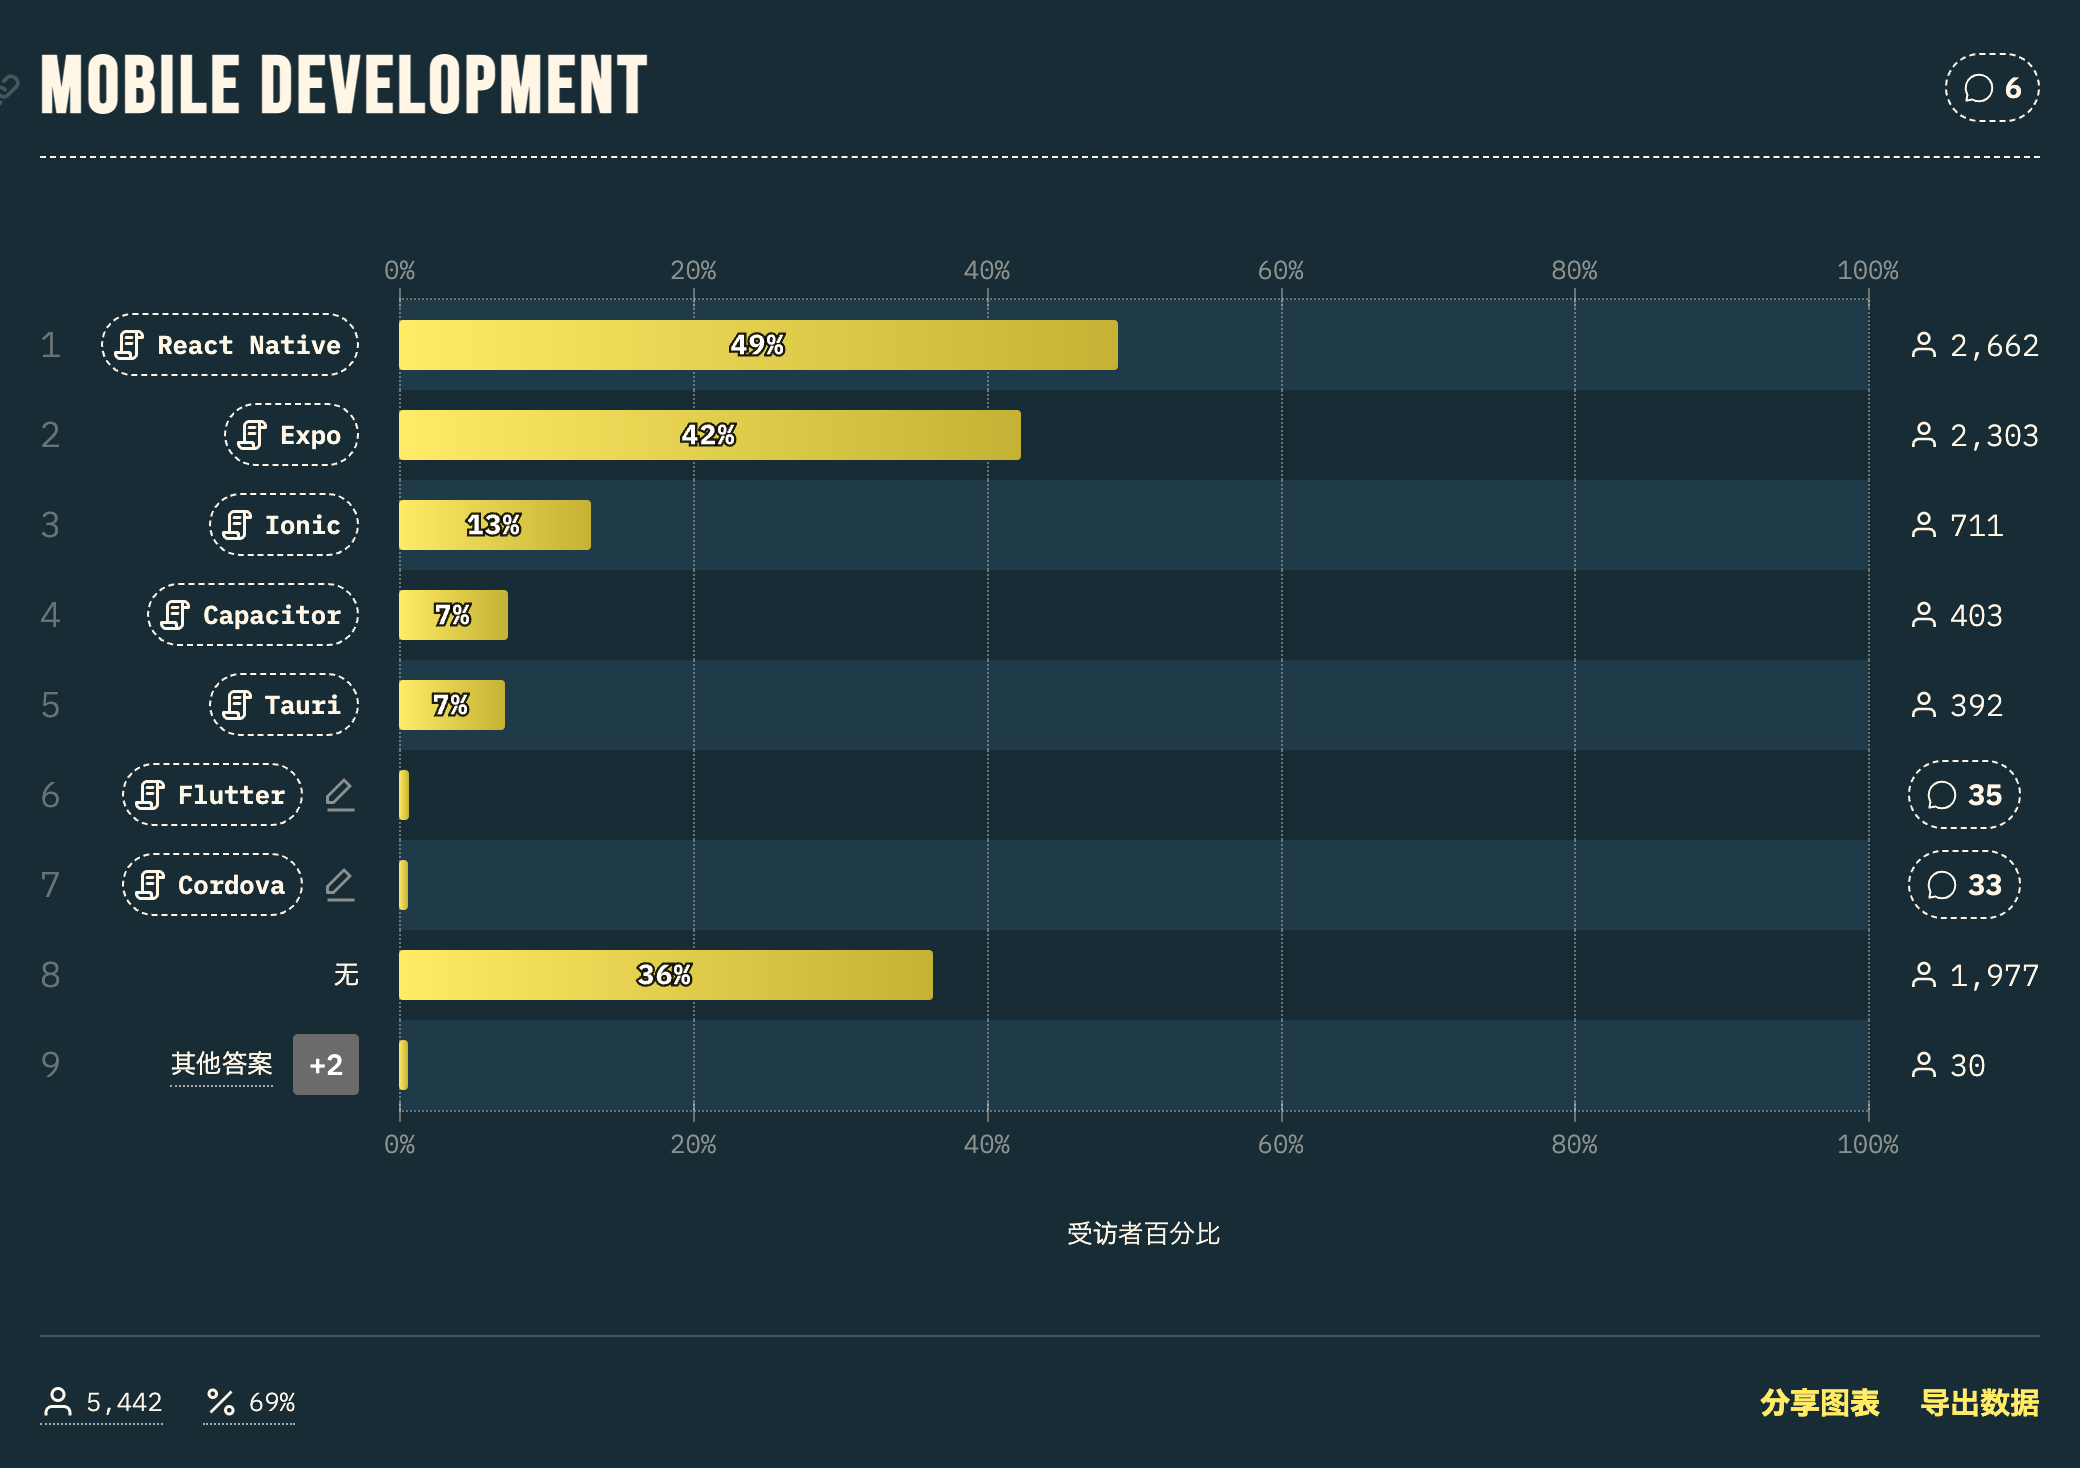 MOBILE DEVELOPMENT
6
0% 20% 40% 60% 80% 100%
1 React Native 49% 2,662
2 Expo 42% 2,303
3 Ionic 13% 711
4 Capacitor 7% 403
5 Tauri 7% 392
6 Flutter 35
7 Cordova 33
8 无 36% 1,977
9 其他答案 +2 30
0% 20% 40% 60% 80% 100%
受访者百分比
5,442 69% 分享图表 导出数据